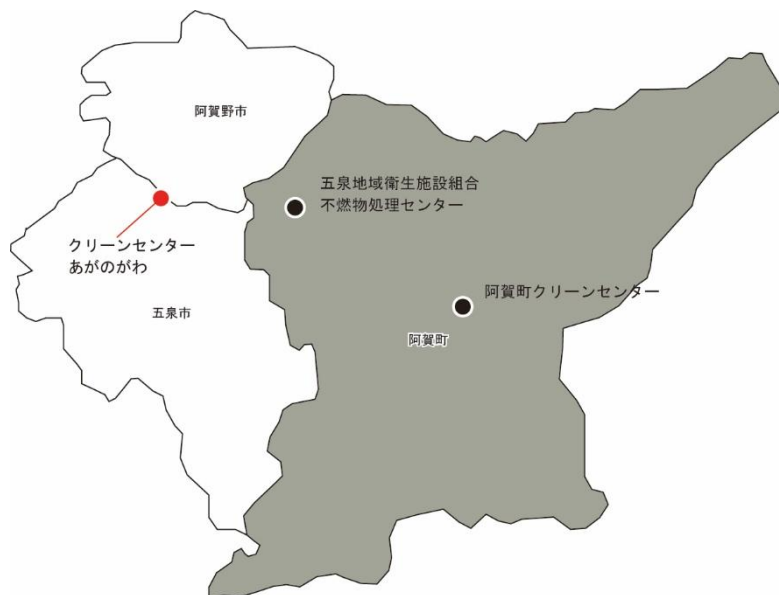 阿賀野市
五泉地域衛生施設組合
不燃物処理センター
クリーンセンター
あがのがわ
阿賀町クリーンセンター
五泉市
阿賀町